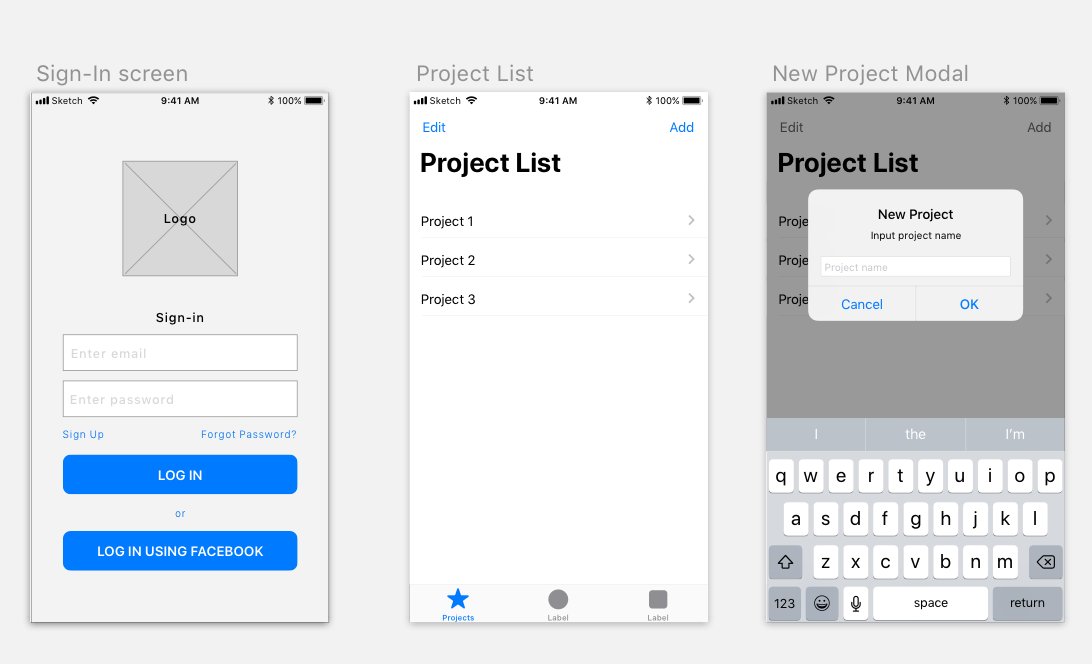 Sign-In screen
Sketch 9:41 AM 100%
Logo
Sign-in
Enter email
Enter password
Sign Up Forgot Password?
LOG IN
or
LOG IN USING FACEBOOK
Project List
Sketch 9:41 AM 100%
Edit Add
Project List
Project 1
Project 2
Project 3
Projects Label Label
New Project Modal
Sketch 9:41 AM 100%
Edit Add
Project List
Proje
Proje
Proje
New Project
Input project name
Project name
Cancel OK
I the I'm
q w e r t y u i o p
a s d f g h j k l
z x c v b n m
123 space return